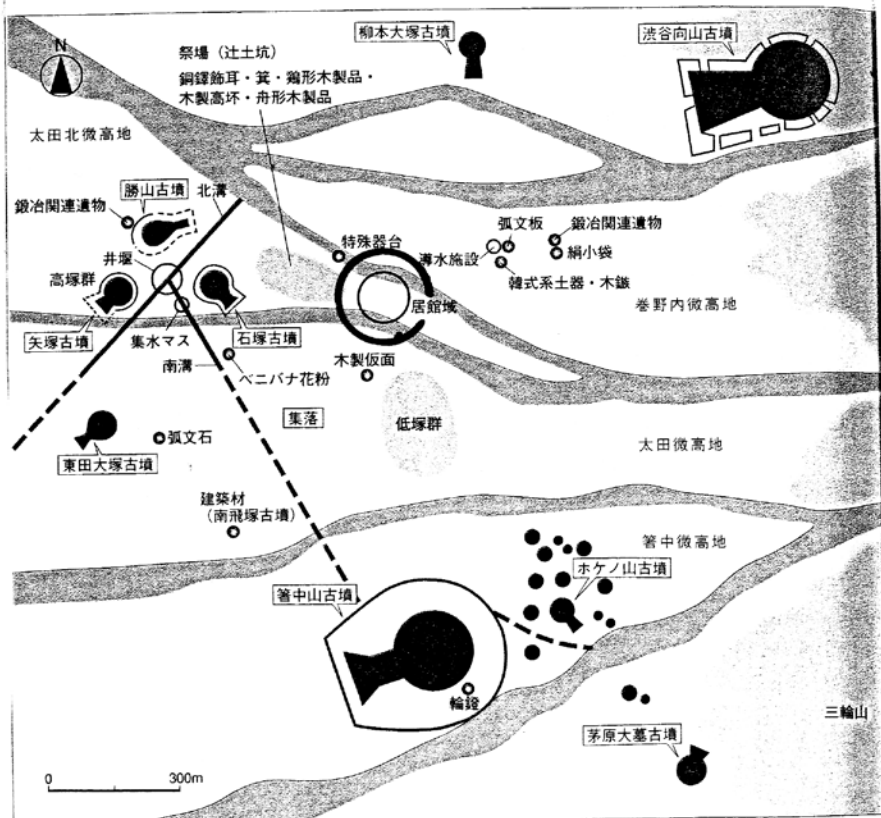 柳本大塚古墳
渋谷向山古墳
N
祭場（辻土坑）
銅鐸飾耳・箕・鶏形木製品・
木製高坏・舟形木製品
太田北微高地
勝山古墳
北溝
鍛冶関連遺物
井堰
高塚群
矢塚古墳
集水マス
石塚古墳
南溝
ベニバナ花粉
特殊器台
居館域
木製仮面
導水施設
弧文板
鍛冶関連遺物
絹小袋
韓式系土器・木鏃
巻野内微高地
集落
低塚群
太田微高地
東田大塚古墳
弧文石
建築材
（南飛塚古墳）
箸中微高地
ホケノ山古墳
箸中山古墳
輪鐙
茅原大墓古墳
三輪山
0
300m